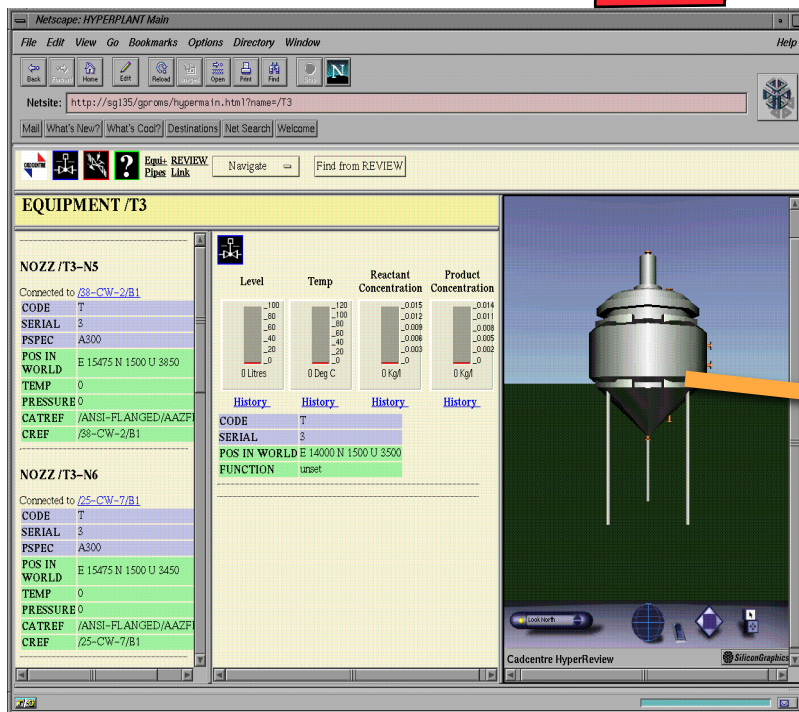 Netscape: HYPERPLANT Main
File Edit View Go Bookmarks Options Directory Window Help
Back Forward Home Edit Reload Images Open Print Find Stop N
Netsite: http://sg135/gproms/hypermain.html?name=/T3
Mail What's New? What's Cool? Destinations Net Search Welcome
CADCENTRE ? Equi+ Pipes REVIEW Link Navigate Find from REVIEW
EQUIPMENT /T3
NOZZ /T3-N5
Connected to /38-CW-2/B1
CODE T
SERIAL 3
PSPEC A300
POS IN WORLD E 15475 N 1500 U 3850
TEMP 0
PRESSURE 0
CATREF /ANSI-FLANGED/AAZF
CREF /38-CW-2/B1
NOZZ /T3-N6
Connected to /25-CW-7/B1
CODE T
SERIAL 3
PSPEC A300
POS IN WORLD E 15475 N 1500 U 3450
TEMP 0
PRESSURE 0
CATREF /ANSI-FLANGED/AAZF
CREF /25-CW-7/B1
Level Temp Reactant Concentration Product Concentration
100 120 0.015 0.014
80 100 0.012 0.011
60 80 0.009 0.008
40 60 0.006 0.005
20 40 0.003 0.002
0 20 0 0
0
0 Litres 0 Deg C 0 Kg/l 0 Kg/l
History History History History
CODE T
SERIAL 3
POS IN WORLD E 14000 N 1500 U 3500
FUNCTION unset
Look North
Cadcentre HyperReview SiliconGraphics